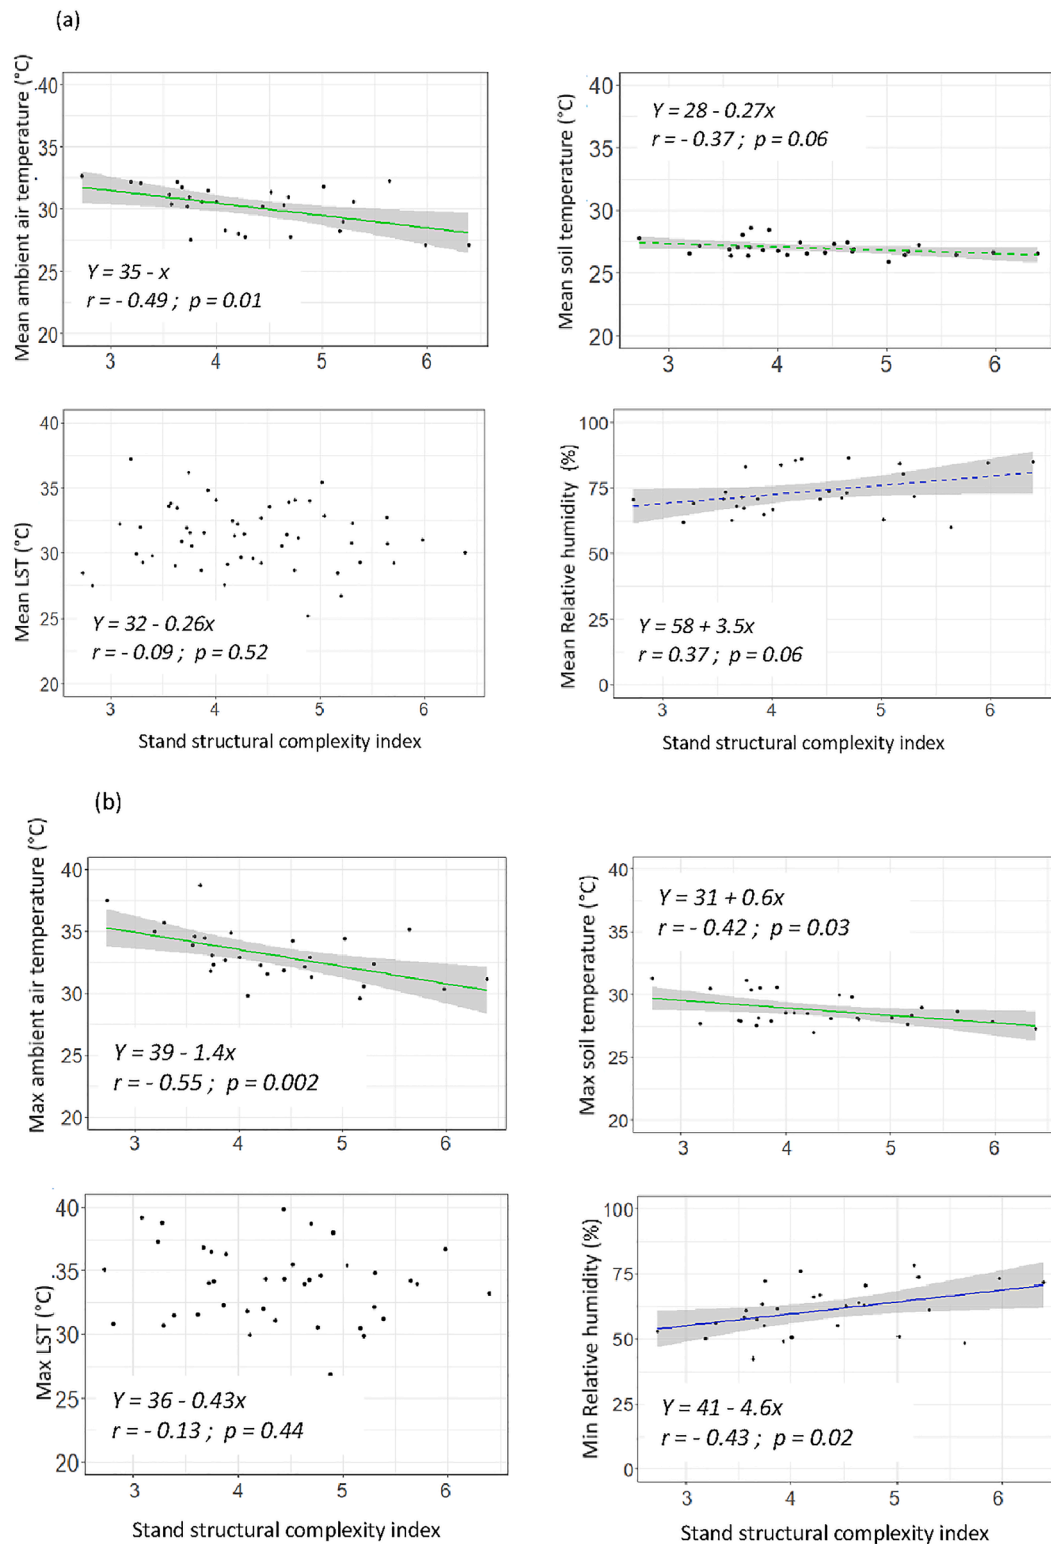 (a)
Mean ambient air temperature (°C)
40
35
30
25
20
Y = 35 - x
r = - 0.49 ; p = 0.01
3 4 5 6
Mean soil temperature (°C)
40
35
30
25
20
Y = 28 - 0.27x
r = - 0.37 ; p = 0.06
3 4 5 6
Mean LST (°C)
40
35
30
25
20
Y = 32 - 0.26x
r = - 0.09 ; p = 0.52
3 4 5 6
Stand structural complexity index
Mean Relative humidity (%)
100
75
50
25
0
Y = 58 + 3.5x
r = 0.37 ; p = 0.06
3 4 5 6
Stand structural complexity index
(b)
Max ambient air temperature (°C)
40
35
30
25
20
Y = 39 - 1.4x
r = - 0.55 ; p = 0.002
3 4 5 6
Max soil temperature (°C)
40
35
30
25
20
Y = 31 + 0.6x
r = - 0.42 ; p = 0.03
3 4 5 6
Max LST (°C)
40
35
30
25
20
Y = 36 - 0.43x
r = - 0.13 ; p = 0.44
3 4 5 6
Stand structural complexity index
Min Relative humidity (%)
100
75
50
25
0
Y = 41 - 4.6x
r = - 0.43 ; p = 0.02
3 4 5 6
Stand structural complexity index